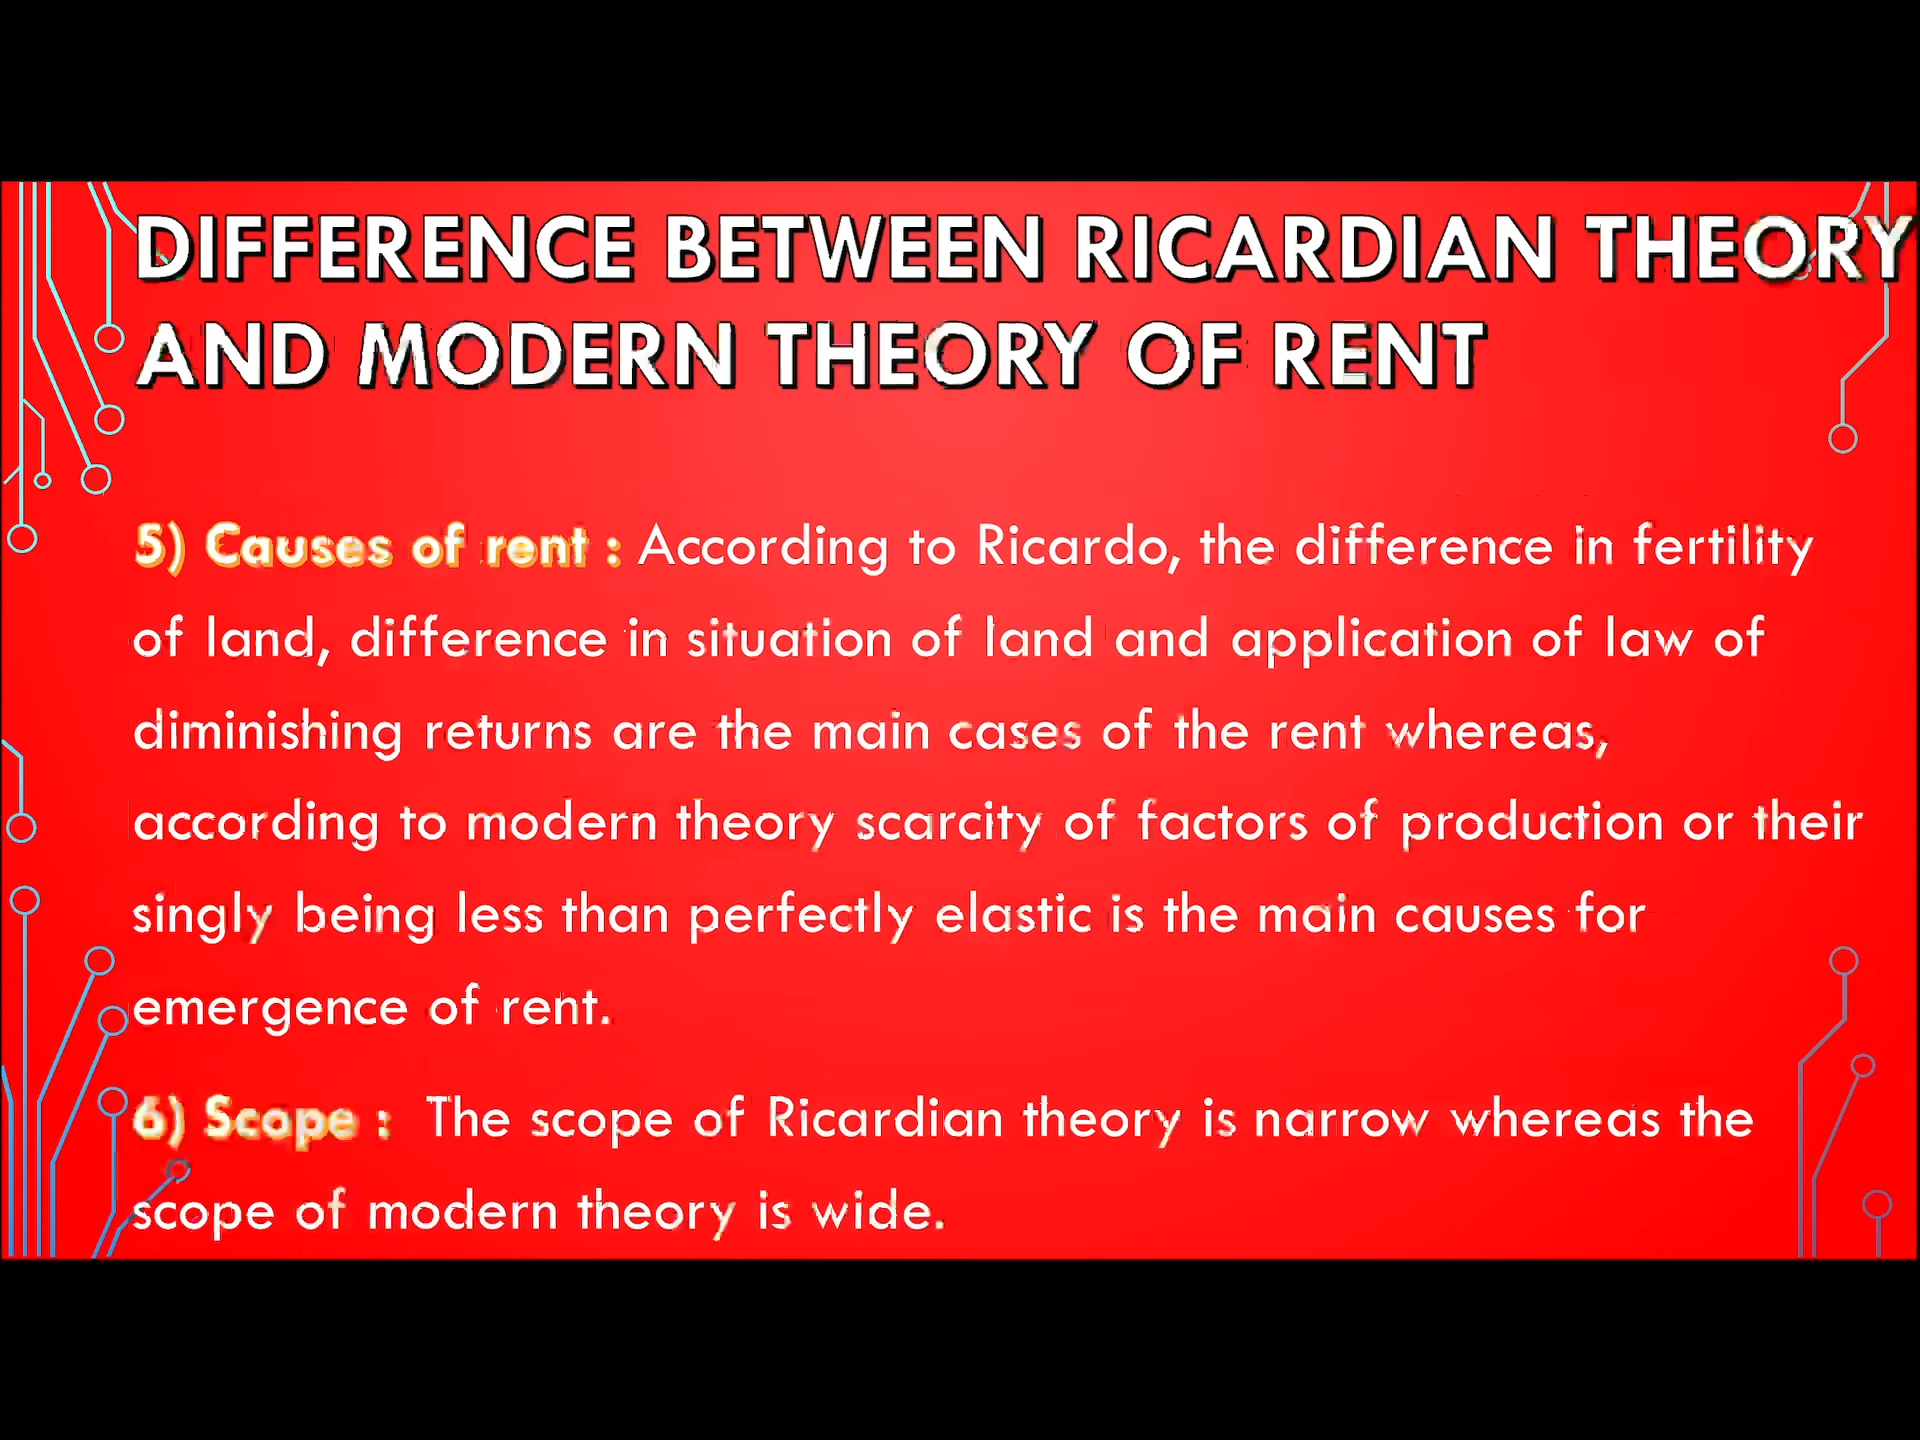 DIFFERENCE BETWEEN RICARDIAN THEORY
AND MODERN THEORY OF RENT
5) Causes of rent : According to Ricardo, the difference in fertility
of land, difference in situation of land and application of law of
diminishing returns are the main cases of the rent whereas,
according to modern theory scarcity of factors of production or their
singly being less than perfectly elastic is the main causes for
emergence of rent.
6) Scope : The scope of Ricardian theory is narrow whereas the
scope of modern theory is wide.